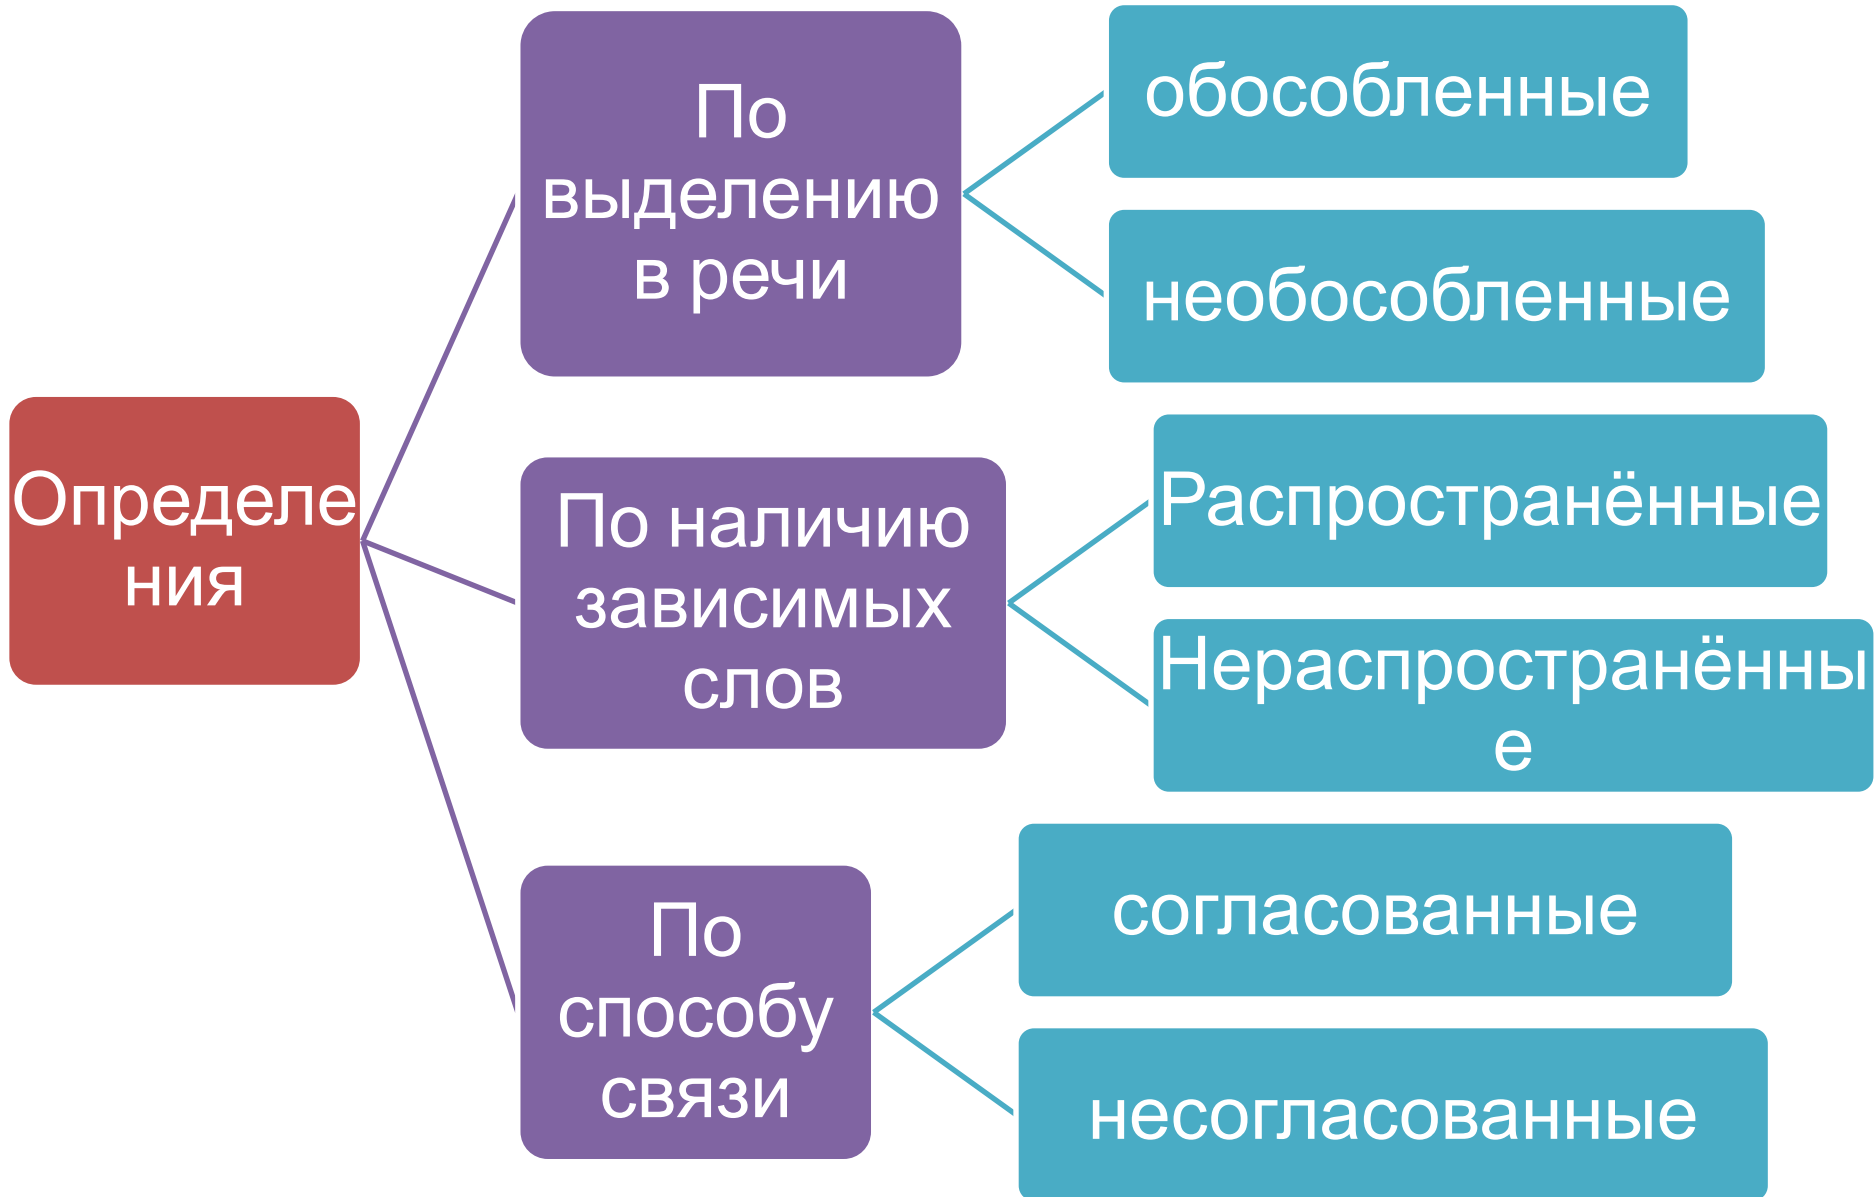 Определе
ния
По
выделению
в речи
обособленные
необособленные
По наличию
зависимых
слов
Распространённые
Нераспространённы
е
По
способу
связи
согласованные
несогласованные